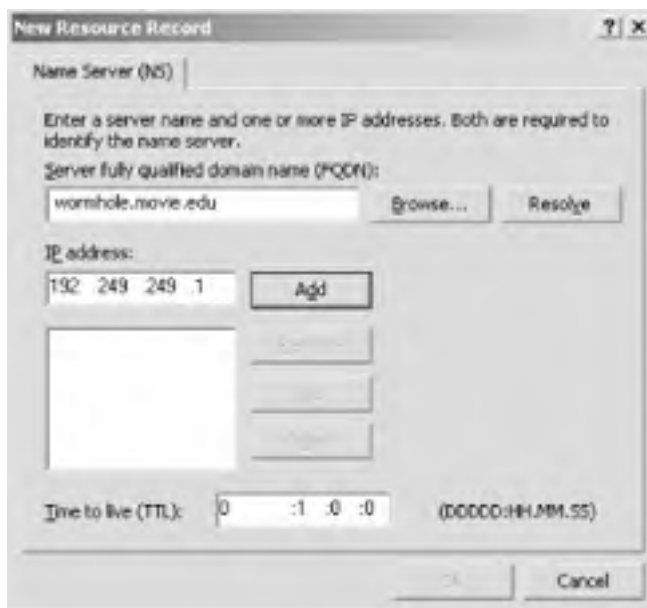 New Resource Record
Name Server (NS)
Enter a server name and one or more IP addresses. Both are required to
identify the name server.
Server fully qualified domain name (FQDN):
wormhole.movie.edu
Browse...
Resolve
IP address:
192 249 249 .1
Add
Time to live (TTL):
0 :1 :0 :0
(DDDDD:HH.MM.SS)
Cancel